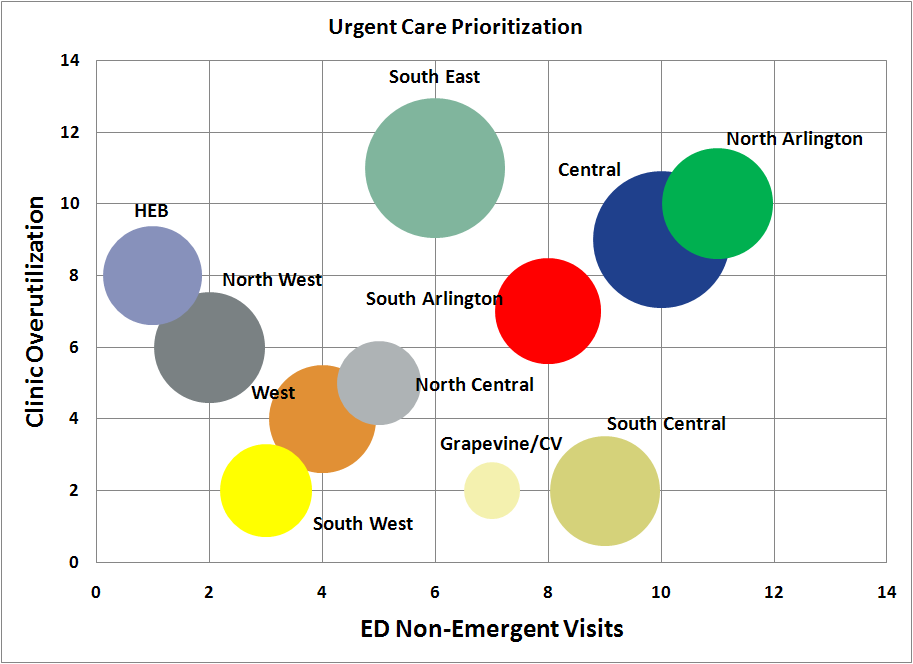 Urgent Care Prioritization
14
South East
12
North Arlington
Central
10
HEB
8
North West
South Arlington
6
North Central
West
4
South Central
Grapevine/CV
2
South West
0
Clinic Overutilization
0 2 4 6 8 10 12 14
ED Non-Emergent Visits